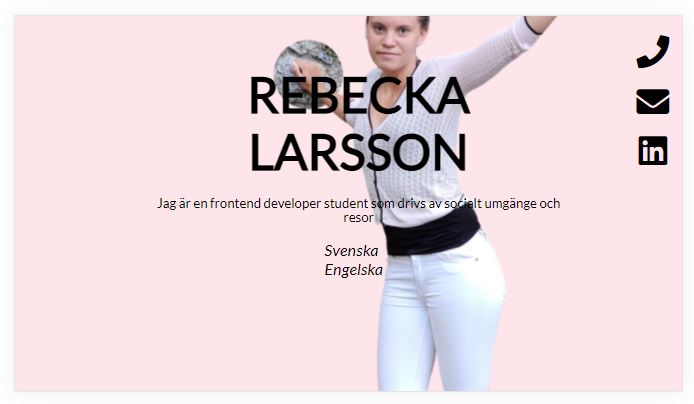 REBECKA
LARSSON
Jag är en frontend developer student som drivs av socialt umgänge och
resor
Svenska
Engelska
in